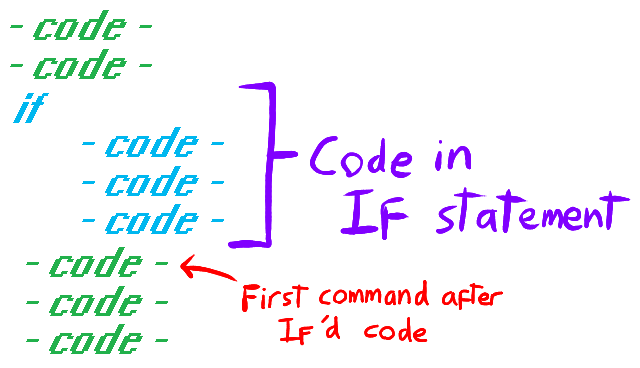 - code -
- code -
if
- code -
- code -
- code -
Code in
IF statement
- code -
First command after
IF'd code
- code -
- code -